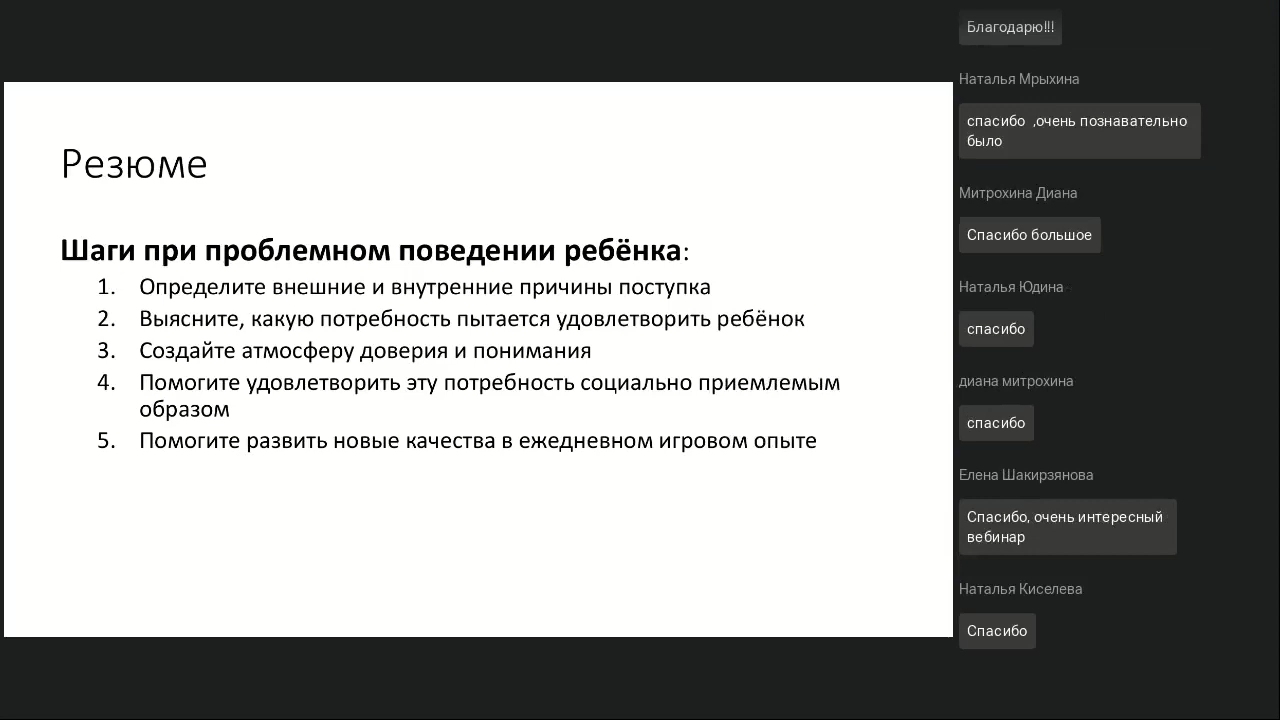 Резюме
Шаги при проблемном поведении ребёнка:
1. Определите внешние и внутренние причины поступка
2. Выясните, какую потребность пытается удовлетворить ребёнок
3. Создайте атмосферу доверия и понимания
4. Помогите удовлетворить эту потребность социально приемлемым
образом
5. Помогите развить новые качества в ежедневном игровом опыте
Благодарю!!!
Наталья Мрыхина
спасибо ,очень познавательно
было
Митрохина Диана
Спасибо большое
Наталья Юдина
спасибо
диана митрохина
спасибо
Елена Шакирзянова
Спасибо, очень интересный
вебинар
Наталья Киселева
Спасибо